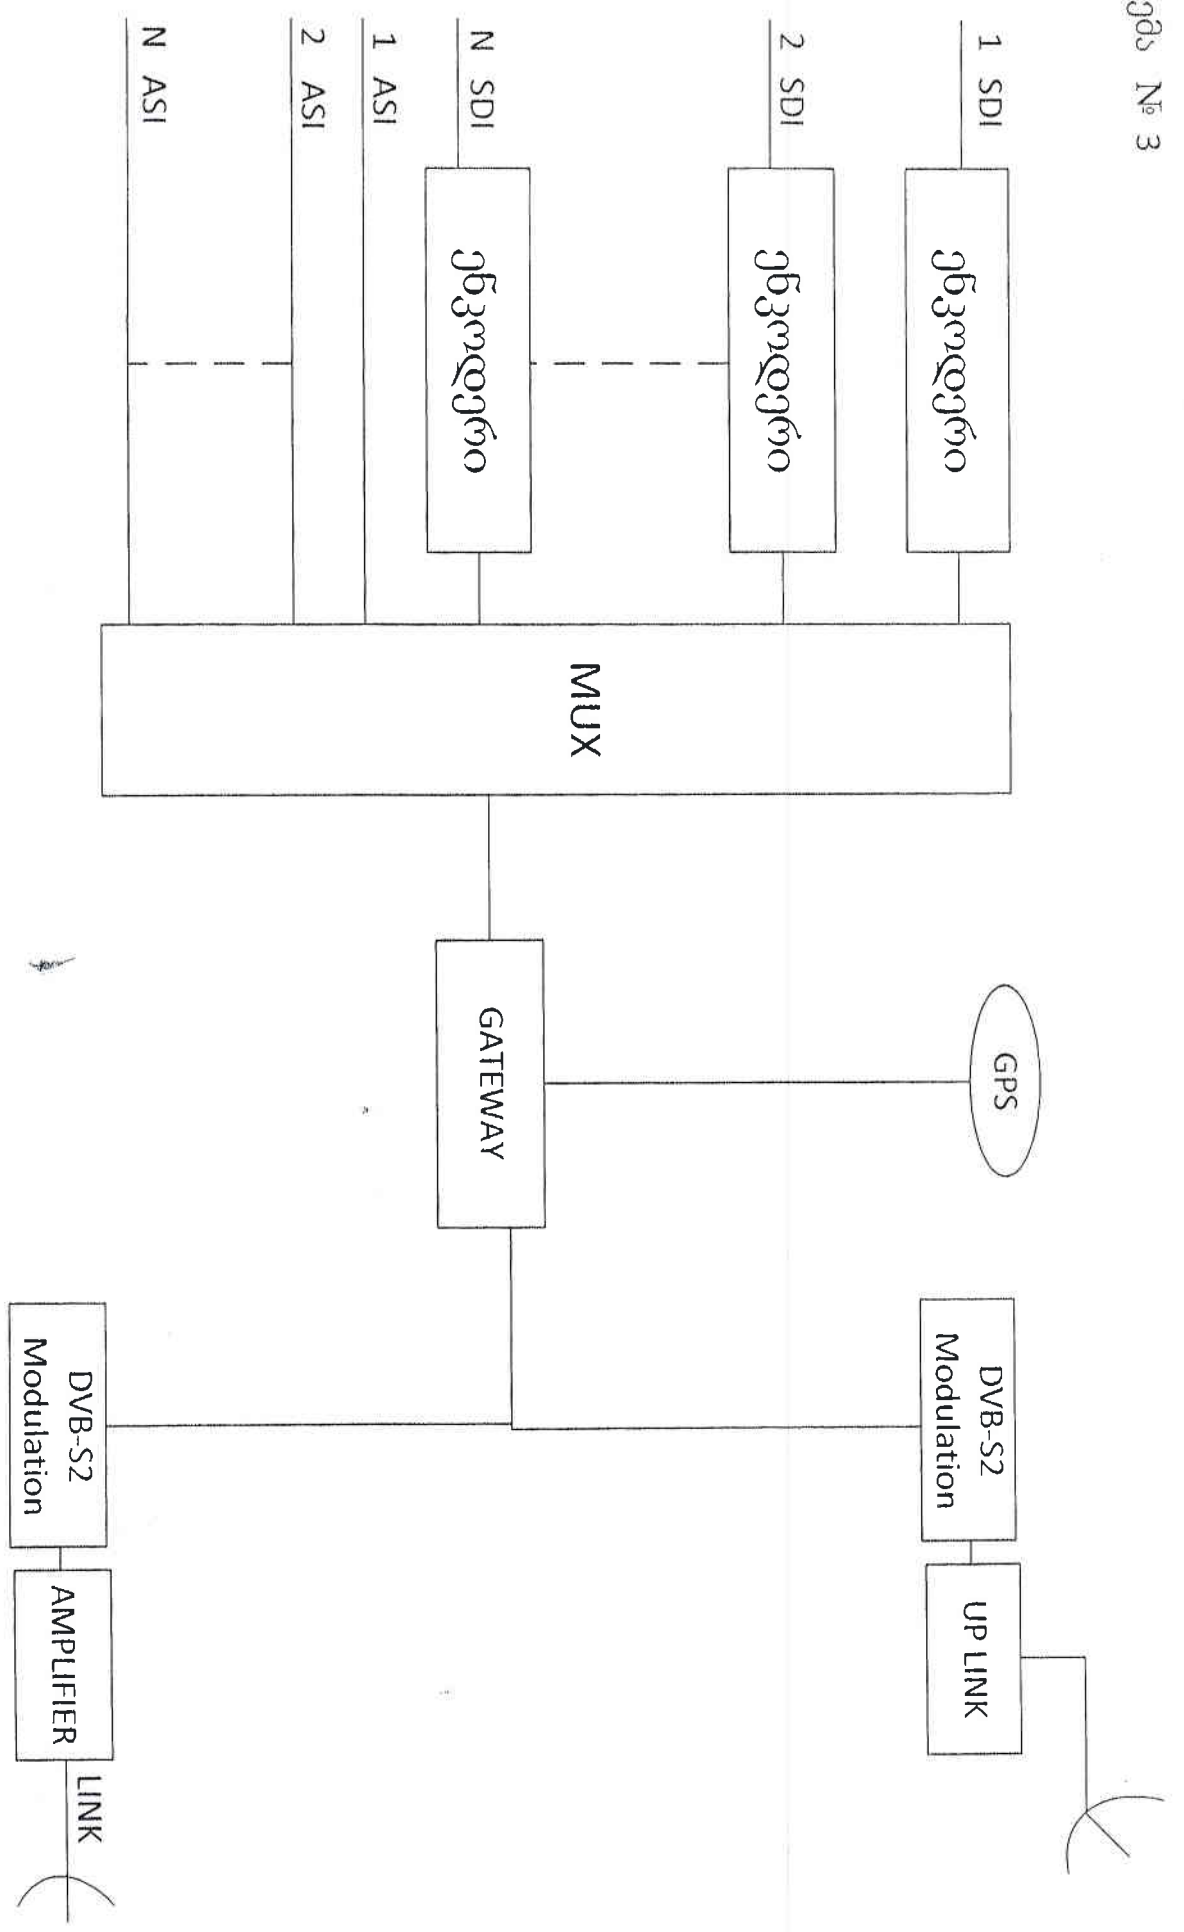 № 3
1 SDI
ენკოდერი
2 SDI
ენკოდერი
N SDI
ენკოდერი
1 ASI
2 ASI
N ASI
MUX
GPS
GATEWAY
DVB-S2
Modulation
UP LINK
DVB-S2
Modulation
AMPLIFIER
LINK